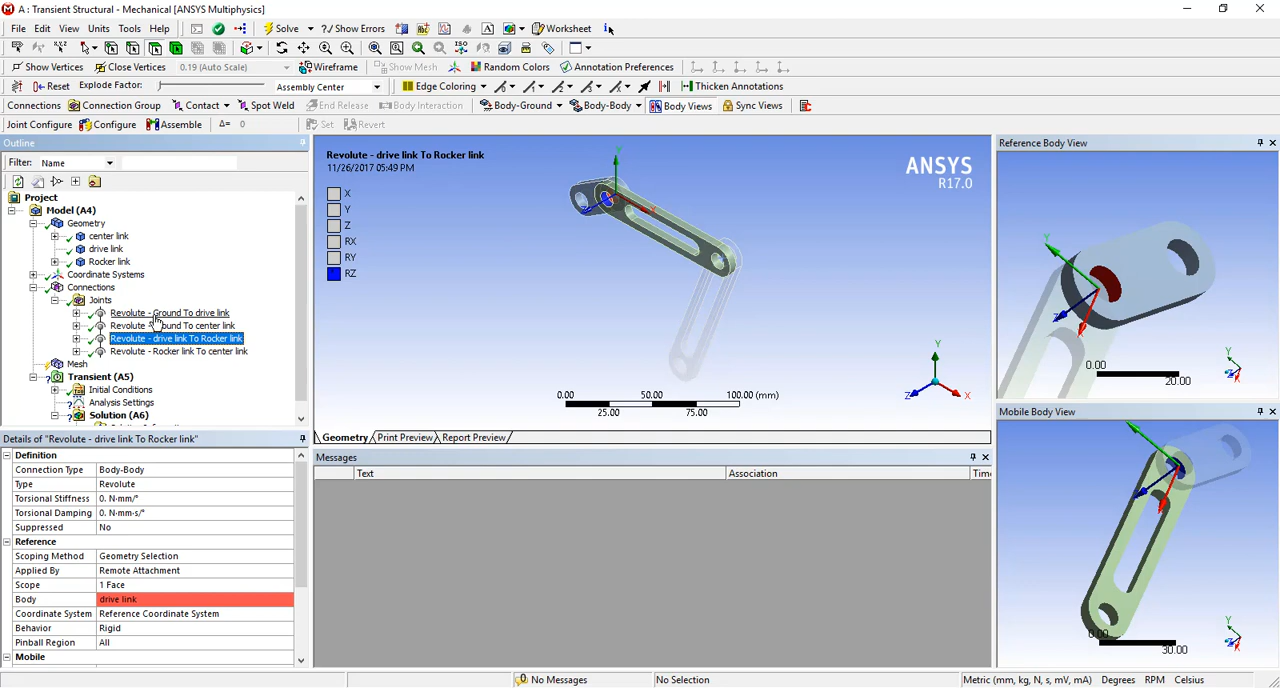 A : Transient Structural - Mechanical [ANSYS Multiphysics]
File Edit View Units Tools Help Solve ?/ Show Errors A Worksheet
Show Vertices Close Vertices 0.19 (Auto Scale) Wireframe Show Mesh Random Colors Annotation Preferences
Reset Explode Factor: Assembly Center Edge Coloring Thicken Annotations
Connections Connection Group Contact Spot Weld End Release Body Interaction Body-Ground Body-Body Body Views Sync Views
Joint Configure Configure Assemble Δ= 0 Set Revert
Outline
Filter: Name
Project
Model (A4)
Geometry
center link
drive link
Rocker link
Coordinate Systems
Connections
Joints
Revolute - Ground To drive link
Revolute - Ground To center link
Revolute - drive link To Rocker link
Revolute - Rocker link To center link
Mesh
Transient (A5)
Initial Conditions
Analysis Settings
Solution (A6)
Details of "Revolute - drive link To Rocker link"
Definition
Connection Type Body-Body
Type Revolute
Torsional Stiffness 0. N·mm/°
Torsional Damping 0. N·mm·s/°
Suppressed No
Reference
Scoping Method Geometry Selection
Applied By Remote Attachment
Scope 1 Face
Body drive link
Coordinate System Reference Coordinate System
Behavior Rigid
Pinball Region All
Mobile
Revolute - drive link To Rocker link
11/26/2017 05:49 PM
X
Y
Z
RX
RY
RZ
ANSYS
R17.0
Y
X
Z
Y
X
Z
0.00 50.00 100.00 (mm)
25.00 75.00
Geometry Print Preview Report Preview
Messages
Text Association Time
Reference Body View
Y
Z
X
0.00
20.00
Y
Z
X
Mobile Body View
Y
Z
X
0.00
30.00
Y
Z
X
No Messages No Selection Metric (mm, kg, N, s, mV, mA) Degrees RPM Celsius